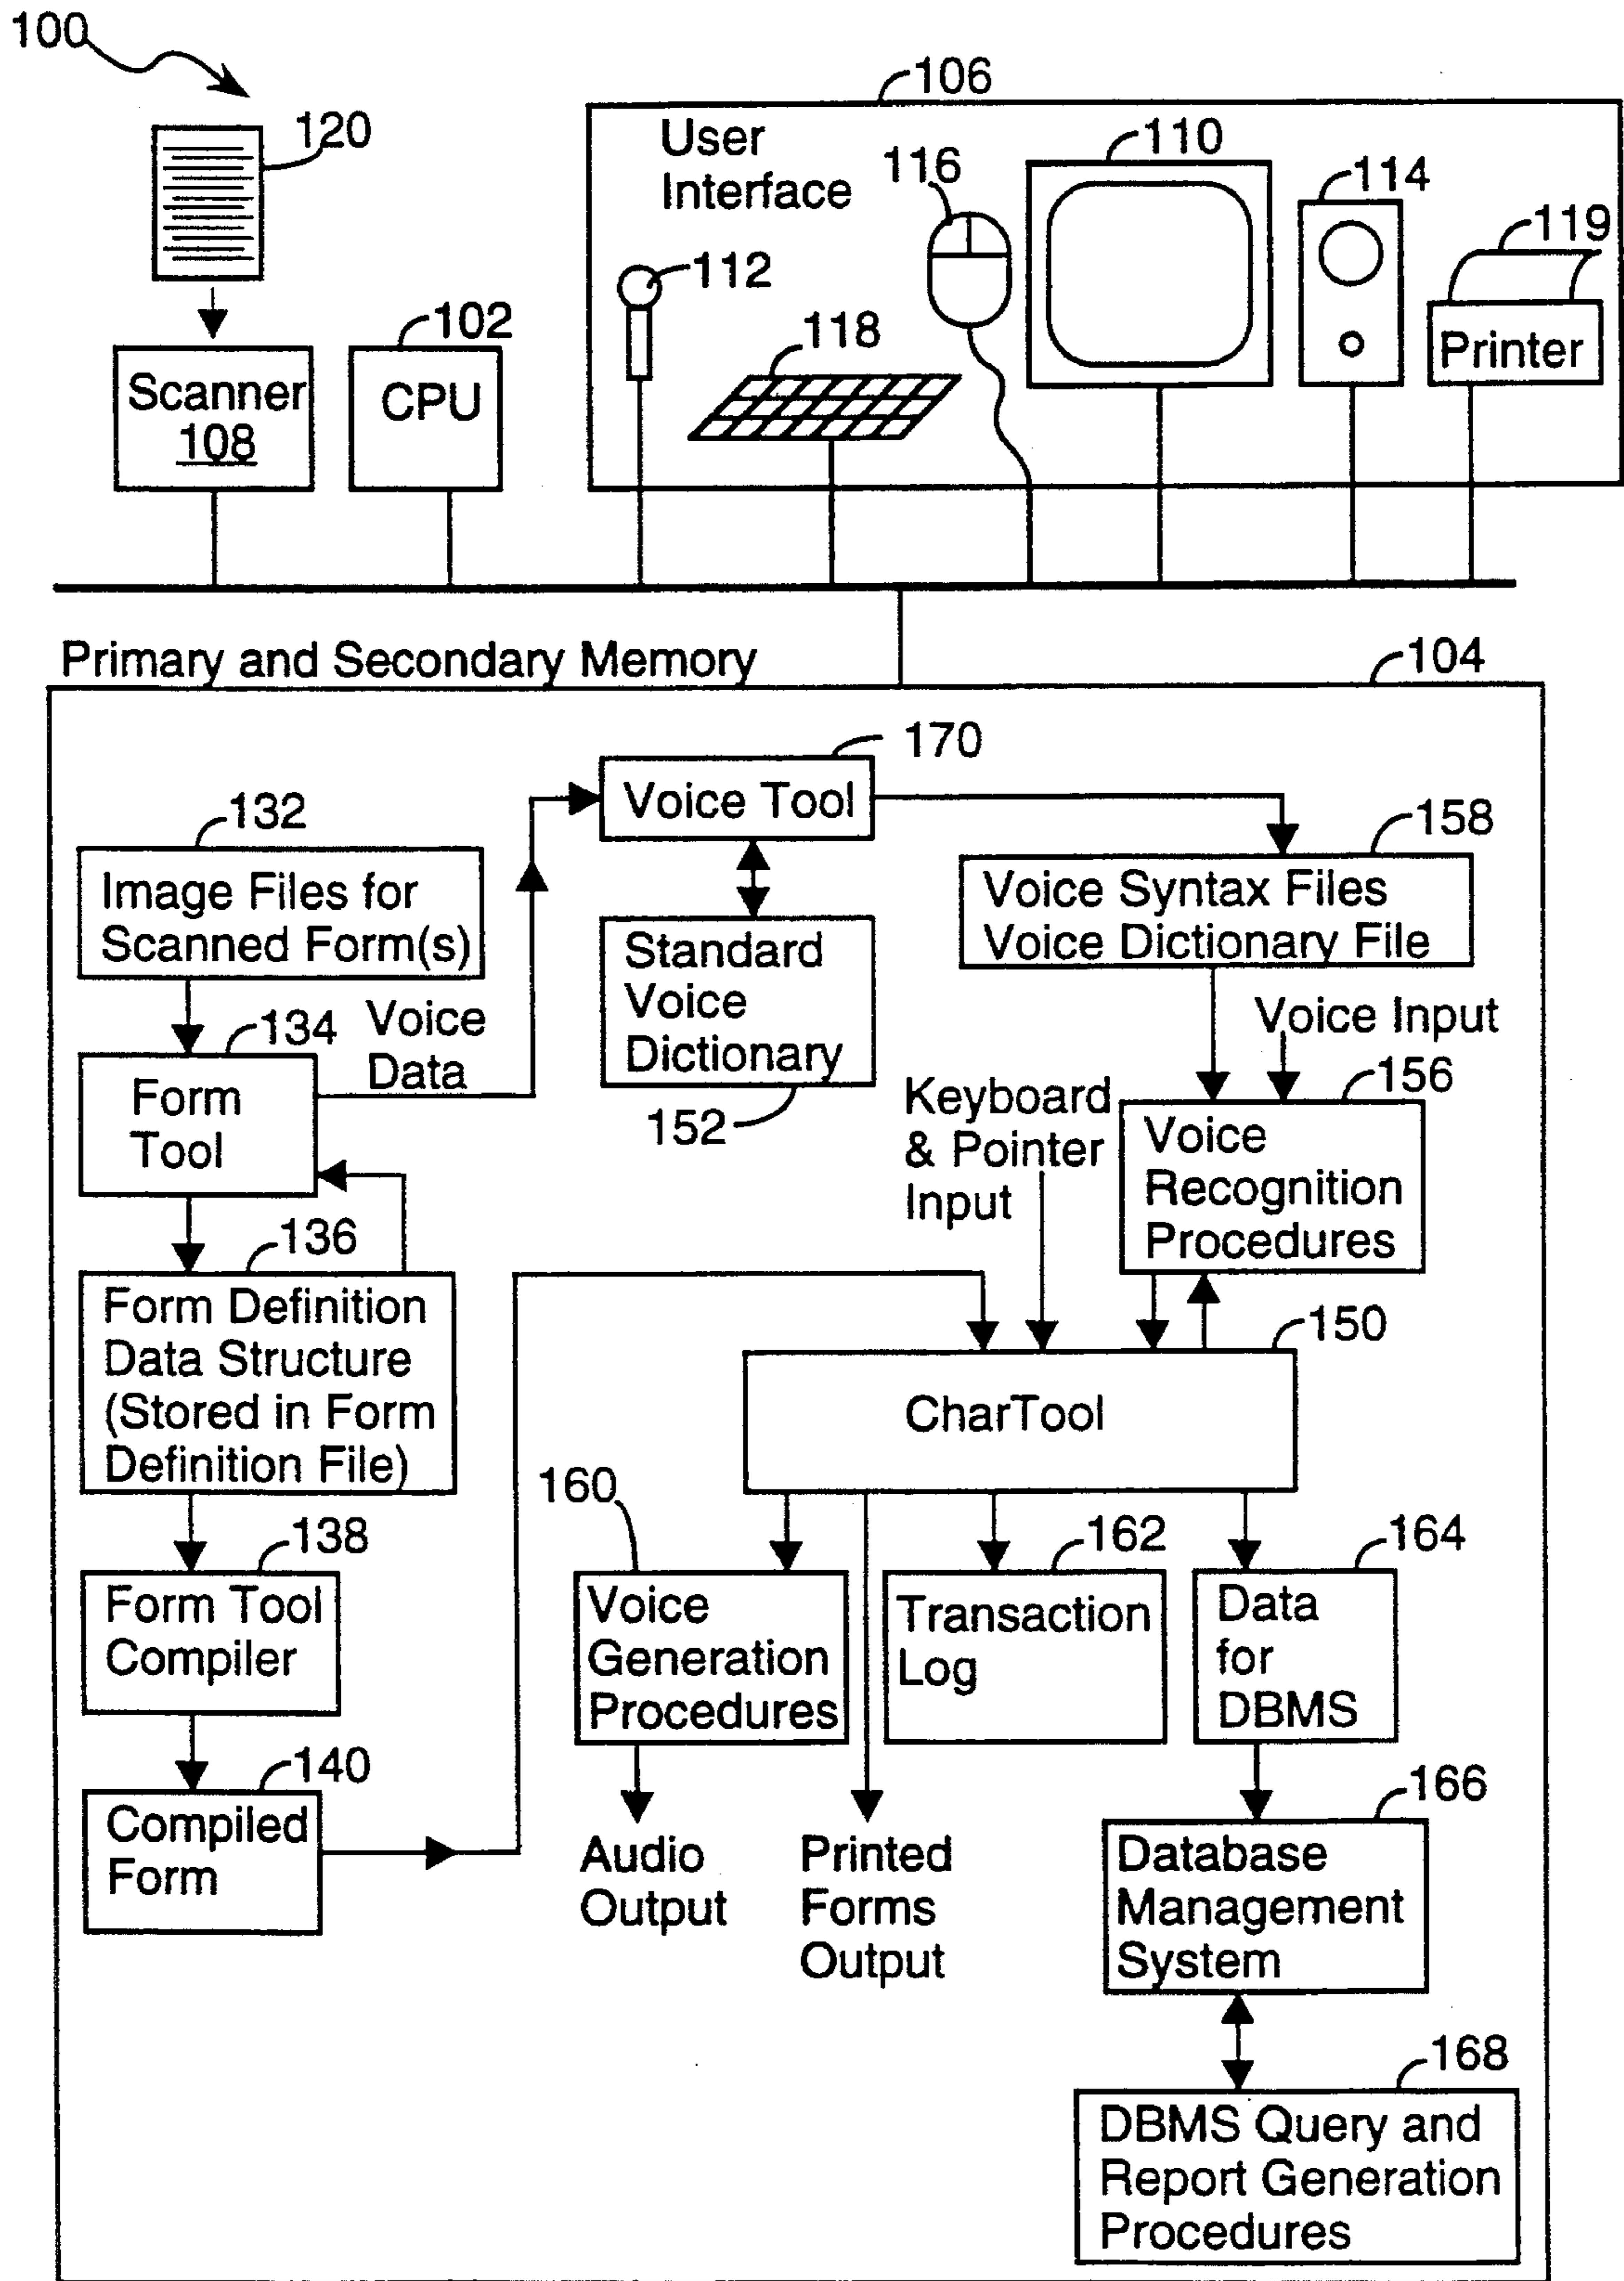 100
120
106
User
Interface
116
110
114
119
112
118
Printer
102
Scanner
108
CPU
Primary and Secondary Memory
104
170
Voice Tool
132
Image Files for
Scanned Form(s)
158
Voice Syntax Files
Voice Dictionary File
Standard
Voice
Dictionary
152
134
Voice
Data
Form
Tool
Voice Input
156
Keyboard
& Pointer
Input
Voice
Recognition
Procedures
136
Form Definition
Data Structure
(Stored in Form
Definition File)
150
CharTool
160
138
Form Tool
Compiler
162
164
Voice
Generation
Procedures
Transaction
Log
Data
for
DBMS
140
Compiled
Form
166
Audio
Output
Printed
Forms
Output
Database
Management
System
168
DBMS Query and
Report Generation
Procedures